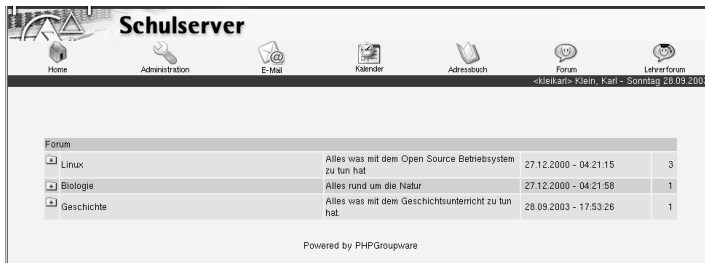 Schulserver
Home Administration E-Mail Kalender Adressbuch Forum Lehrerforum
<kleikarl> Klein, Karl - Sonntag 28.09.2003
Forum
Linux Alles was mit dem Open Source Betriebsystem zu tun hat 27.12.2000 - 04:21:15 3
Biologie Alles rund um die Natur 27.12.2000 - 04:21:58 1
Geschichte Alles was mit dem Geschichtsunterricht zu tun hat. 28.09.2003 - 17:53:26 1
Powered by PHPGroupware